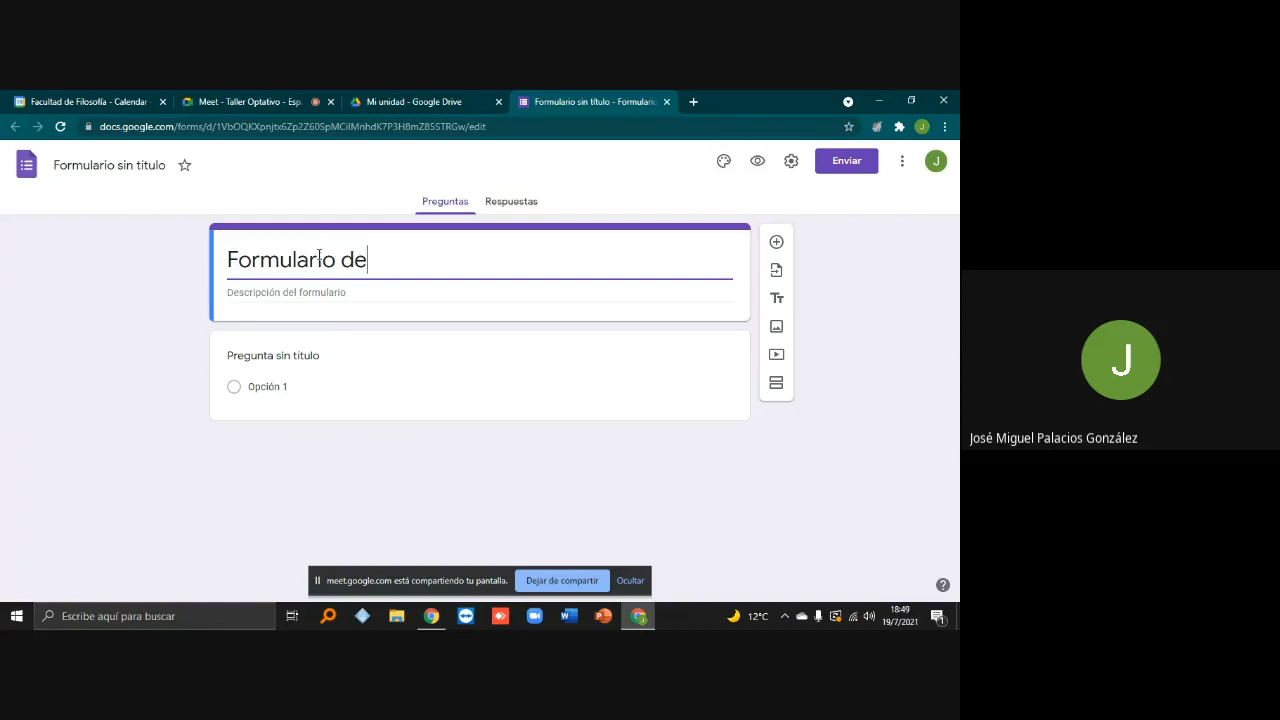 Facultad de Filosofía - Calendar
Meet - Taller Optativo - Esp.
Mi unidad - Google Drive
Formulario sin título - Formulario
docs.google.com/forms/d/1VbOQKXpnjtx6Zp2Z60SpMCiIMnhdK7P3H8mZ85STRGw/edit
J
Formulario sin título
Enviar
J
Preguntas
Respuestas
Formulario de
Descripción del formulario
Tт
Pregunta sin título
Opción 1
J
José Miguel Palacios González
meet.google.com está compartiendo tu pantalla.
Dejar de compartir
Ocultar
Escribe aquí para buscar
12°C
18:49
19/7/2021
1